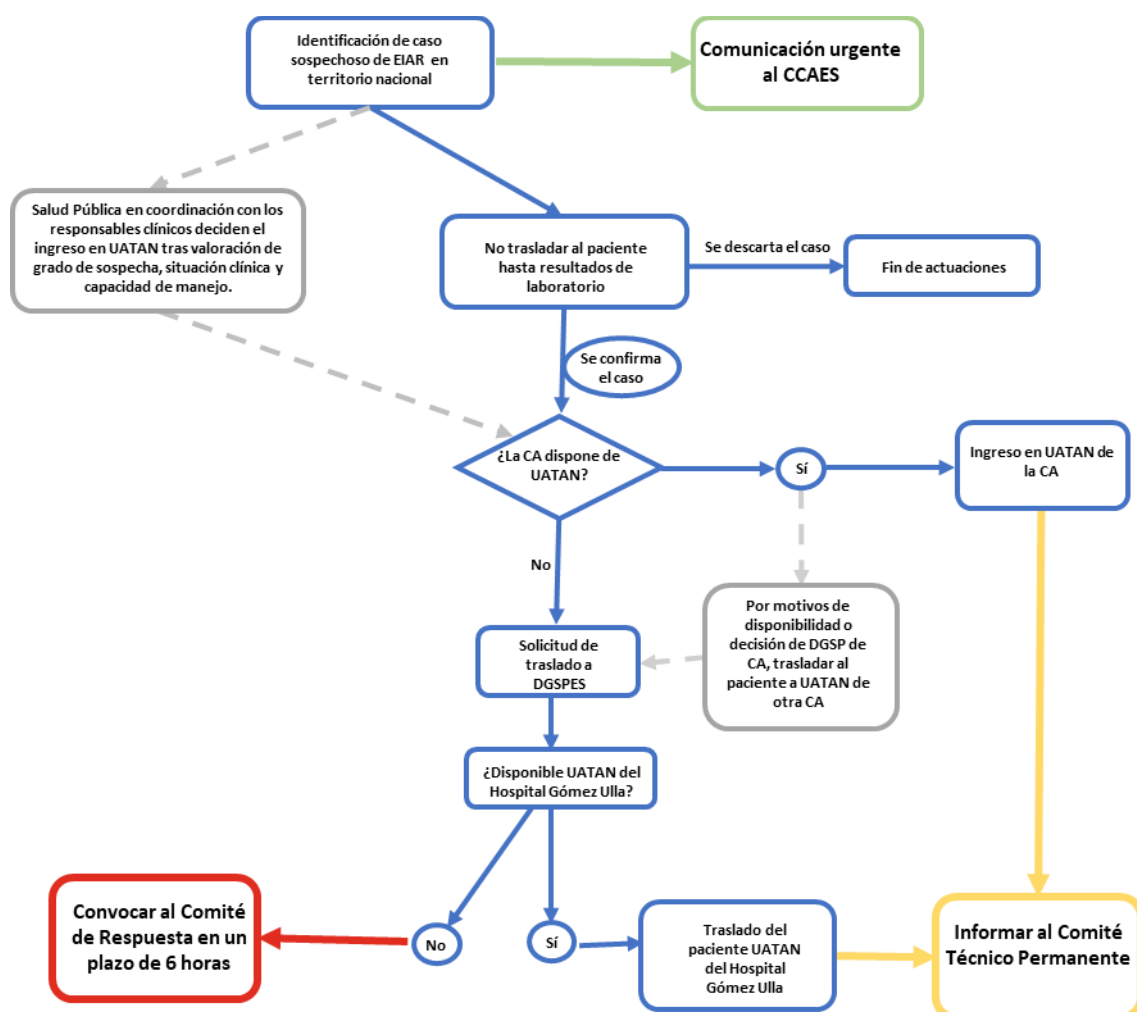 Identificación de caso
sospechoso de EIAR en
territorio nacional
Comunicación urgente
al CCAES
Salud Pública en coordinación con los
responsables clínicos deciden el
ingreso en UATAN tras valoración de
grado de sospecha, situación clínica y
capacidad de manejo.
No trasladar al paciente
hasta resultados de
laboratorio
Se descarta el caso
Fin de actuaciones
Se confirma
el caso
¿La CA dispone de
UATAN?
Sí
Ingreso en UATAN de
la CA
No
Por motivos de
disponibilidad o
decisión de DGSP de
CA, trasladar al
paciente a UATAN de
otra CA
Solicitud de
traslado a
DGSPES
¿Disponible UATAN del
Hospital Gómez Ulla?
Convocar al Comité
de Respuesta en un
plazo de 6 horas
No
Sí
Traslado del
paciente UATAN
del Hospital
Gómez Ulla
Informar al Comité
Técnico Permanente